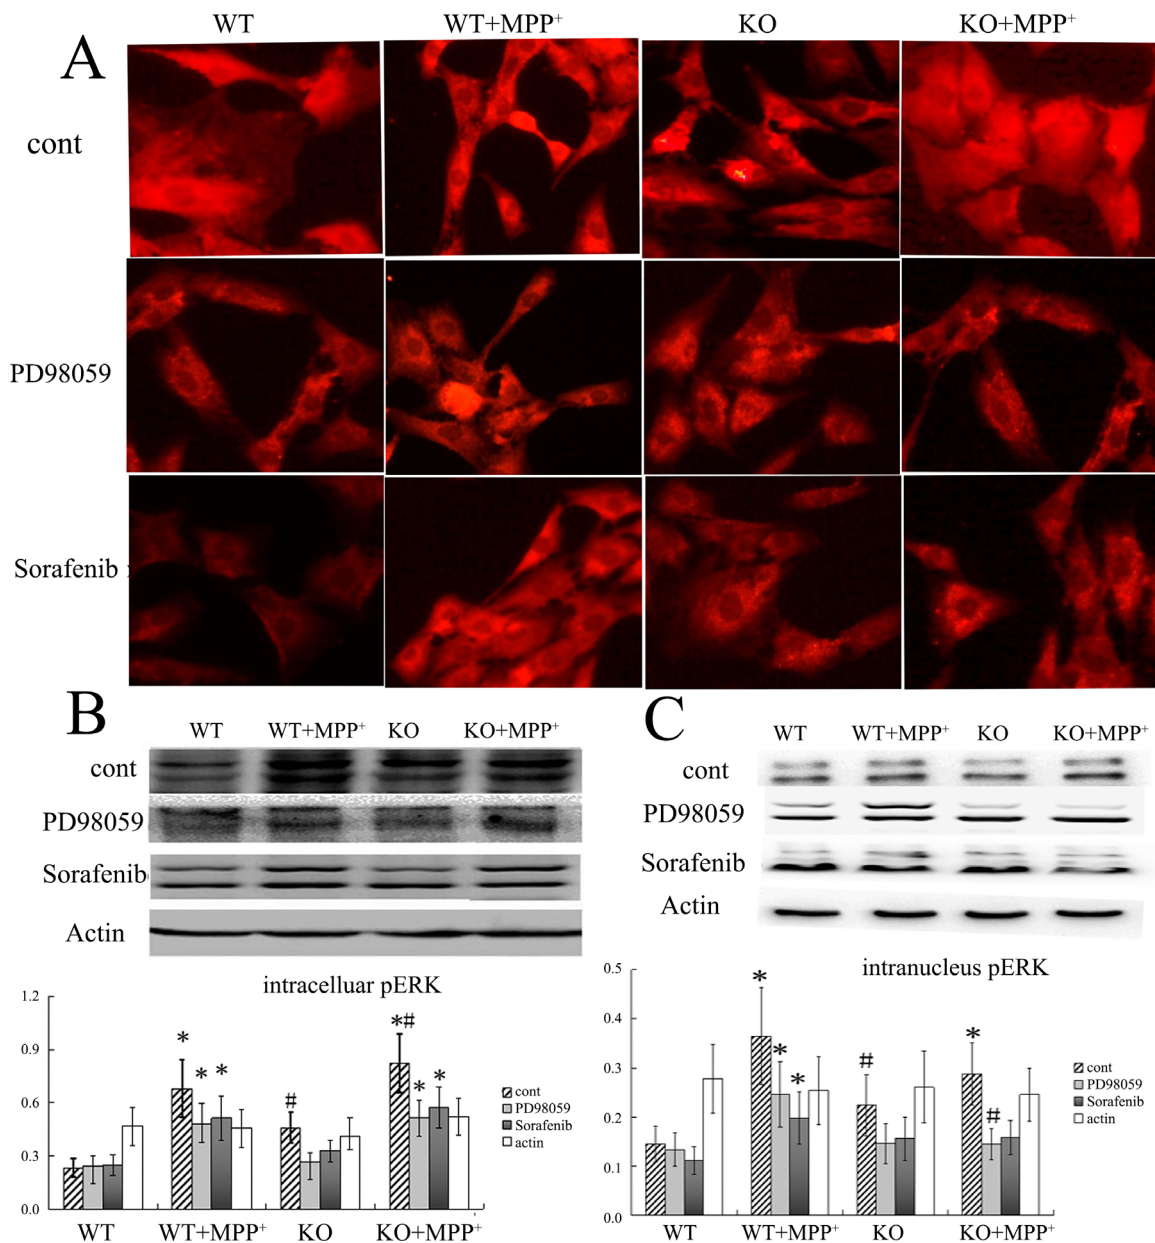 WT WT+MPP⁺ KO KO+MPP⁺
A
cont
PD98059
Sorafenib
B
WT WT+MPP⁺ KO KO+MPP⁺
cont
PD98059
Sorafenib
Actin
intracelluar pERK
1.2
0.9
0.6
0.3
0.0
* * * # *# * *
cont
PD98059
Sorafenib
actin
WT WT+MPP⁺ KO KO+MPP⁺
C
WT WT+MPP⁺ KO KO+MPP⁺
cont
PD98059
Sorafenib
Actin
intranucleus pERK
0.5
0.4
0.3
0.2
0.1
0.0
* * * # * #
cont
PD98059
Sorafenib
actin
WT WT+MPP⁺ KO KO+MPP⁺